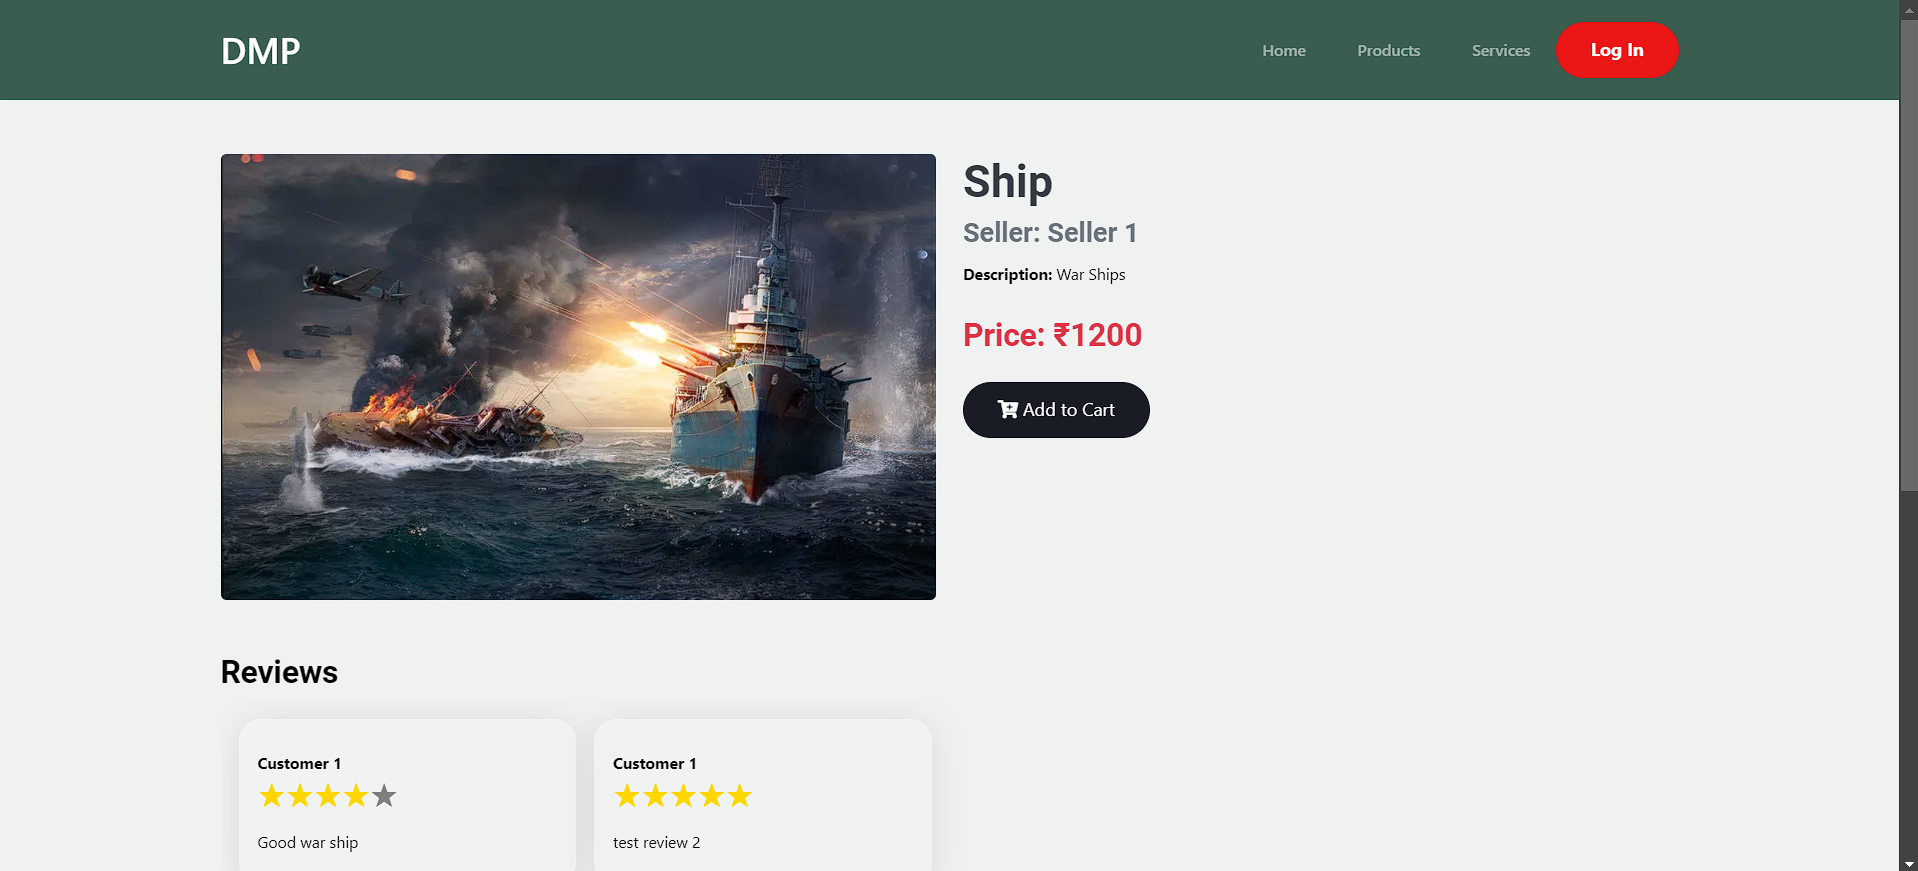 DMP
Home Products Services Log In
Ship
Seller: Seller 1
Description: War Ships
Price: ₹1200
Add to Cart
Reviews
Customer 1
Good war ship
Customer 1
test review 2